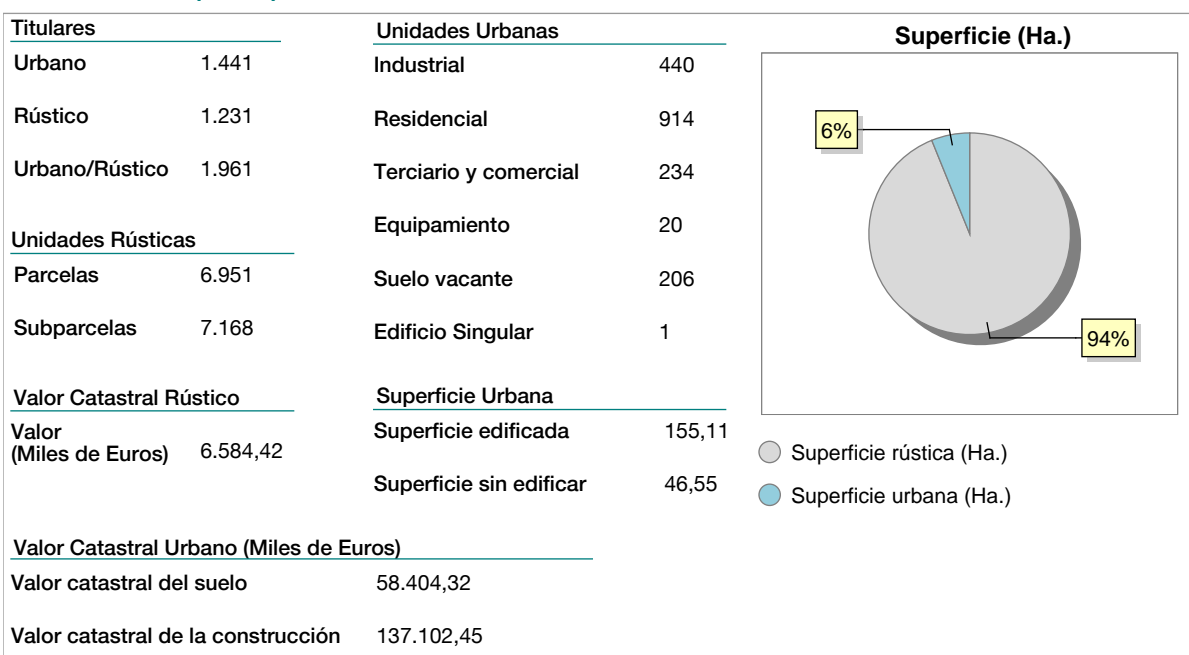 Titulares
Urbano 1.441
Rústico 1.231
Urbano/Rústico 1.961
Unidades Rústicas
Parcelas 6.951
Subparcelas 7.168
Valor Catastral Rústico
Valor
(Miles de Euros) 6.584,42
Unidades Urbanas
Industrial 440
Residencial 914
Terciario y comercial 234
Equipamiento 20
Suelo vacante 206
Edificio Singular 1
Superficie Urbana
Superficie edificada 155,11
Superficie sin edificar 46,55
Superficie (Ha.)
6%
94%
Superficie rústica (Ha.)
Superficie urbana (Ha.)
Valor Catastral Urbano (Miles de Euros)
Valor catastral del suelo 58.404,32
Valor catastral de la construcción 137.102,45